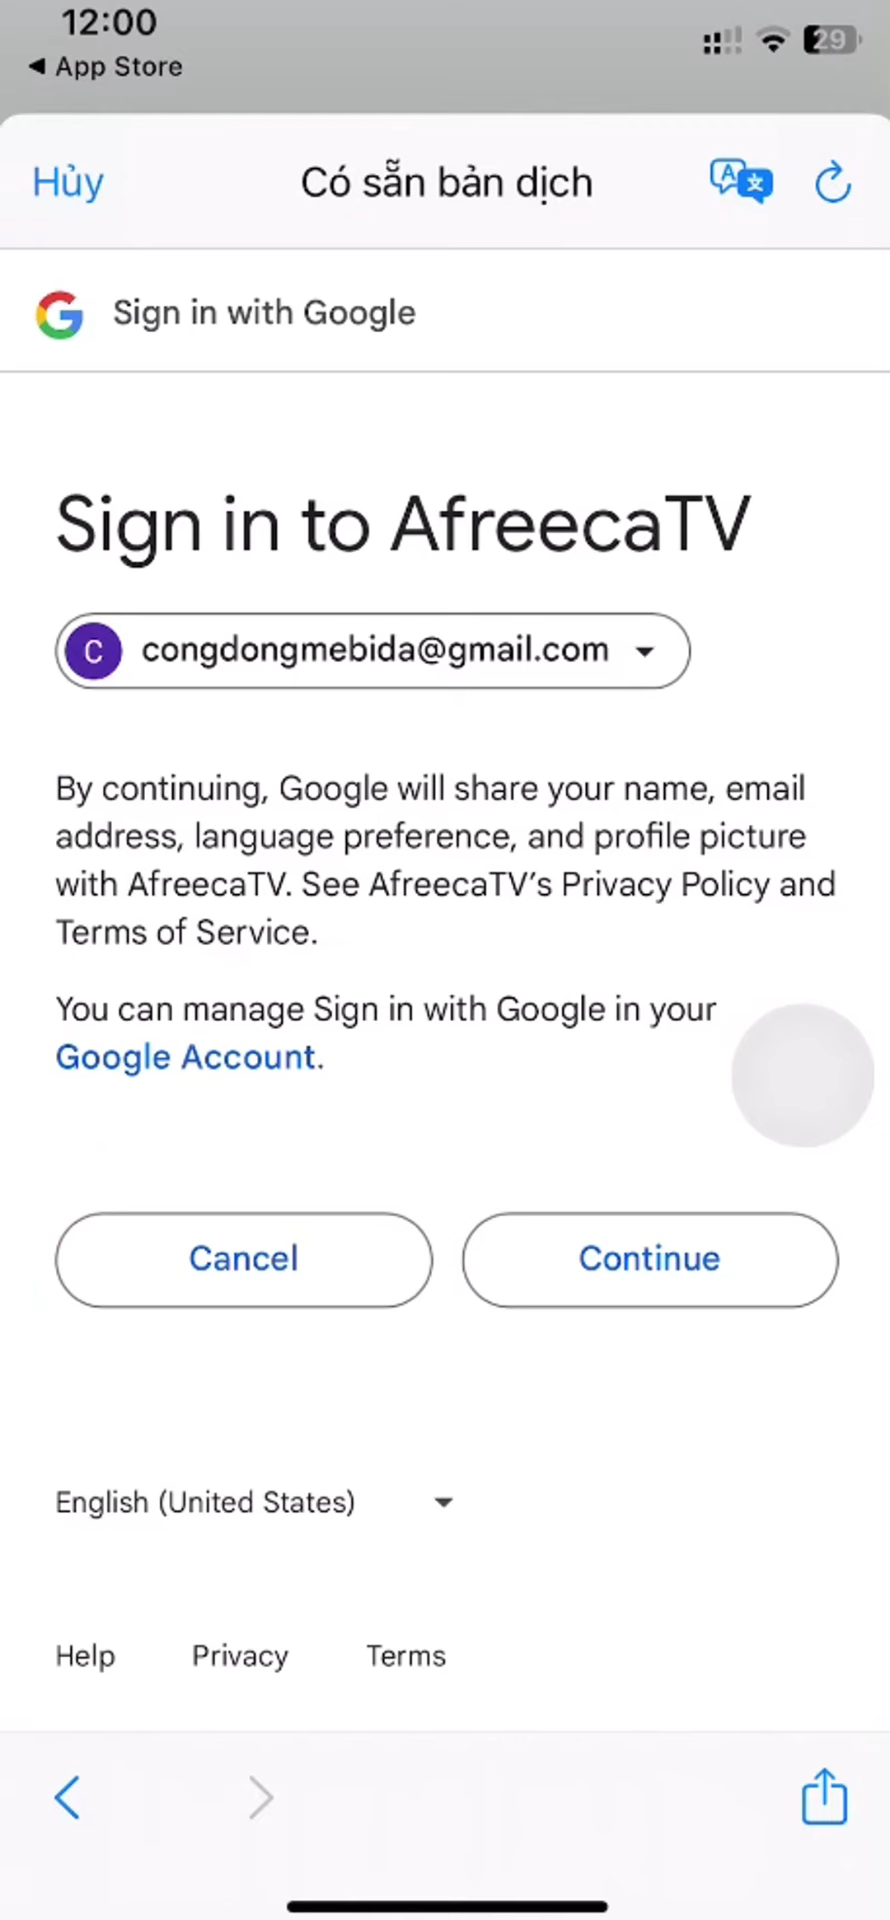 12:00
◀ App Store
29
Hủy
Có sẵn bản dịch
Sign in with Google
Sign in to AfreecaTV
C
congdongmebida@gmail.com
By continuing, Google will share your name, email
address, language preference, and profile picture
with AfreecaTV. See AfreecaTV's Privacy Policy and
Terms of Service.
You can manage Sign in with Google in your
Google Account.
Cancel
Continue
English (United States)
Help
Privacy
Terms